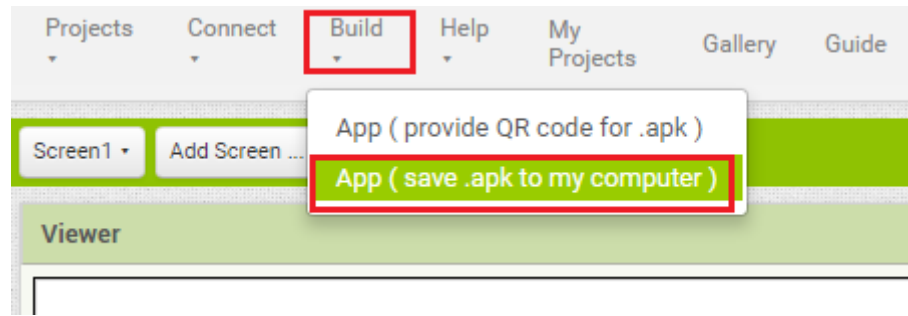 Projects Connect Build Help My Projects Gallery Guide
App ( provide QR code for .apk )
Screen1 Add Screen ...
App ( save .apk to my computer )
Viewer